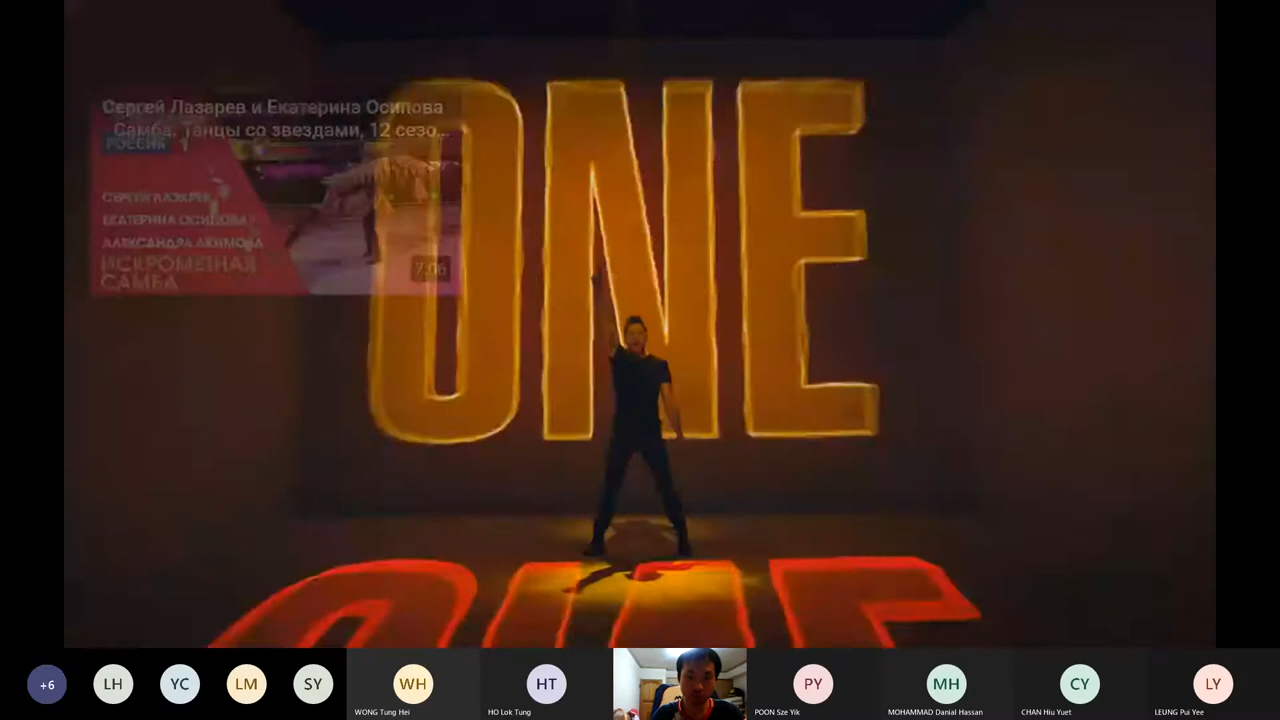 ONE
Сергей Лазарев и Екатерина Осипова
Самба. Танцы со звездами, 12 сезо...
РОССИЯ 1
СЕРГЕЙ ЛАЗАРЕВ
ЕКАТЕРИНА ОСИПОВА
АЛЕКСАНДРА АКИМОВА
ИСКРОМЕТНАЯ
САМБА
7:06
ONE
+6
LH
YC
LM
SY
WH
HT
PY
MH
CY
LY
WONG Tung Hei
HO Lok Tung
POON Sze Yik
MOHAMMAD Danial Hassan
CHAN Hiu Yuet
LEUNG Pui Yee